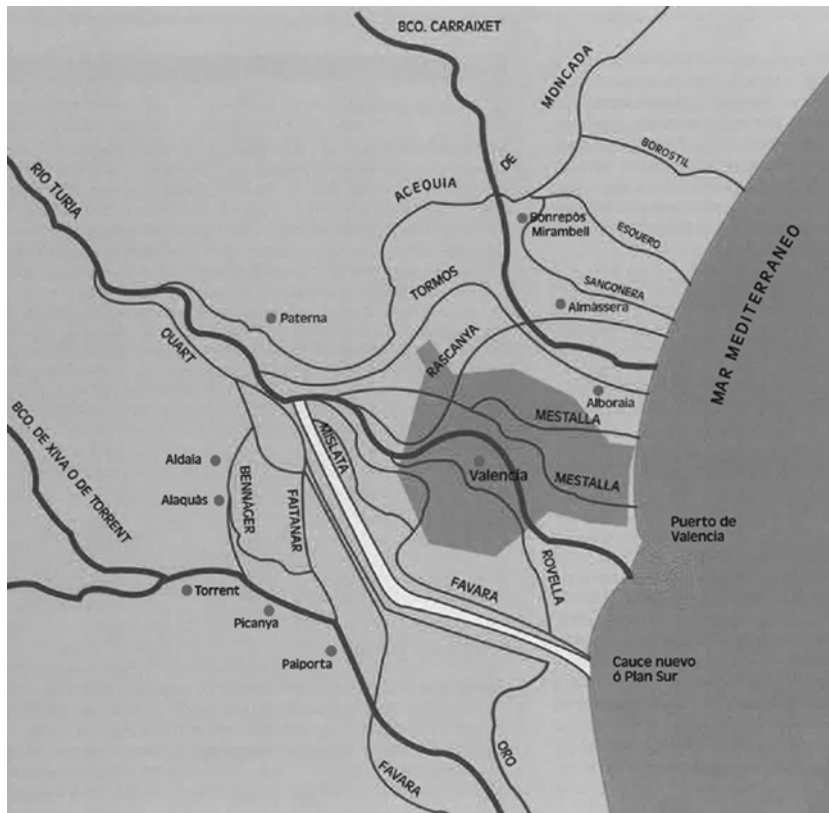 BCO. CARRAIXET
MONCADA
DE
ACEQUIA
BOROSTIL
RIO TURIA
Bonrepòs
Mirambell
ESQUERO
MAR MEDITERRANEO
SANGONERA
TORMOS
Almàssera
Paterna
QUART
RASCANYA
Alboraia
MESTALLA
BCO. DE XIVA O DE TORRENT
MISLATA
Aldaia
Valencia
MESTALLA
BENNÀGER
FAITANAR
Alaquàs
Puerto de
Valencia
ROVELLA
FAVARA
Torrent
Picanya
Paiporta
Cauce nuevo
ó Plan Sur
ORO
FAVARA